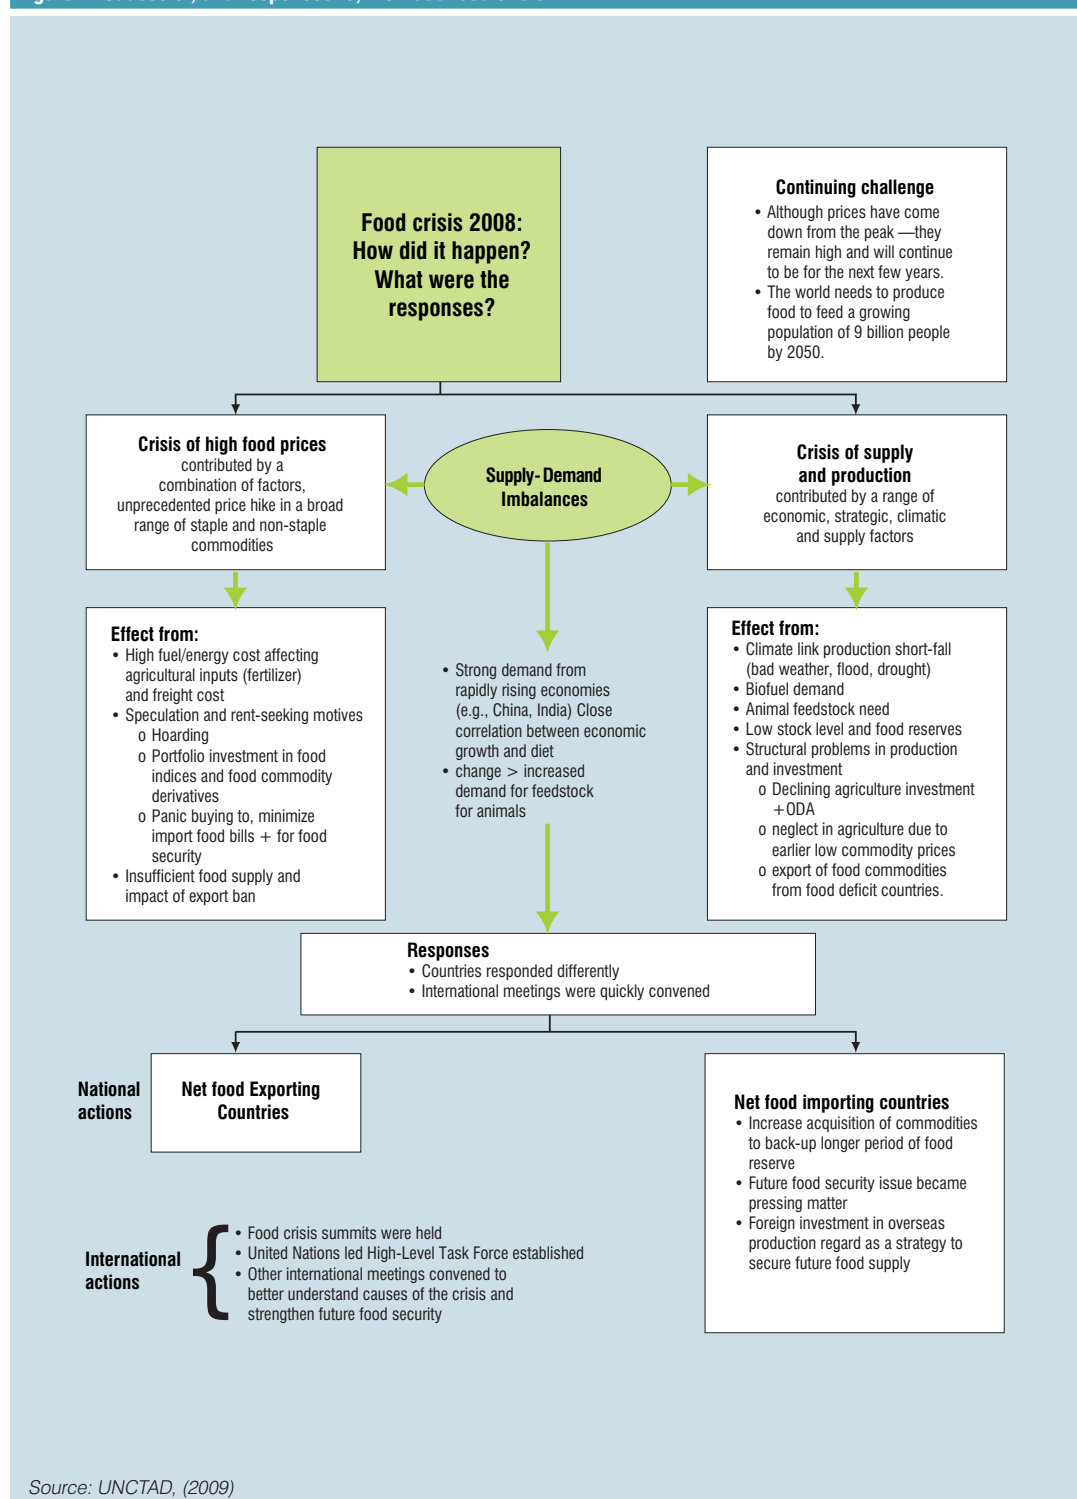 Food crisis 2008:
How did it happen?
What were the
responses?
Continuing challenge
• Although prices have come
down from the peak —they
remain high and will continue
to be for the next few years.
• The world needs to produce
food to feed a growing
population of 9 billion people
by 2050.
Crisis of high food prices
contributed by a
combination of factors,
unprecedented price hike in a broad
range of staple and non-staple
commodities
Supply-Demand
Imbalances
Crisis of supply
and production
contributed by a range of
economic, strategic, climatic
and supply factors
Effect from:
• High fuel/energy cost affecting
agricultural inputs (fertilizer)
and freight cost
• Speculation and rent-seeking motives
o Hoarding
o Portfolio investment in food
indices and food commodity
derivatives
o Panic buying to, minimize
import food bills + for food
security
• Insufficient food supply and
impact of export ban
• Strong demand from
rapidly rising economies
(e.g., China, India) Close
correlation between economic
growth and diet
• change > increased
demand for feedstock
for animals
Effect from:
• Climate link production short-fall
(bad weather, flood, drought)
• Biofuel demand
• Animal feedstock need
• Low stock level and food reserves
• Structural problems in production
and investment
o Declining agriculture investment
+ODA
o neglect in agriculture due to
earlier low commodity prices
o export of food commodities
from food deficit countries.
Responses
• Countries responded differently
• International meetings were quickly convened
National
actions
Net food Exporting
Countries
Net food importing countries
• Increase acquisition of commodities
to back-up longer period of food
reserve
• Future food security issue became
pressing matter
• Foreign investment in overseas
production regard as a strategy to
secure future food supply
International
actions
• Food crisis summits were held
• United Nations led High-Level Task Force established
• Other international meetings convened to
better understand causes of the crisis and
strengthen future food security
Source: UNCTAD, (2009)